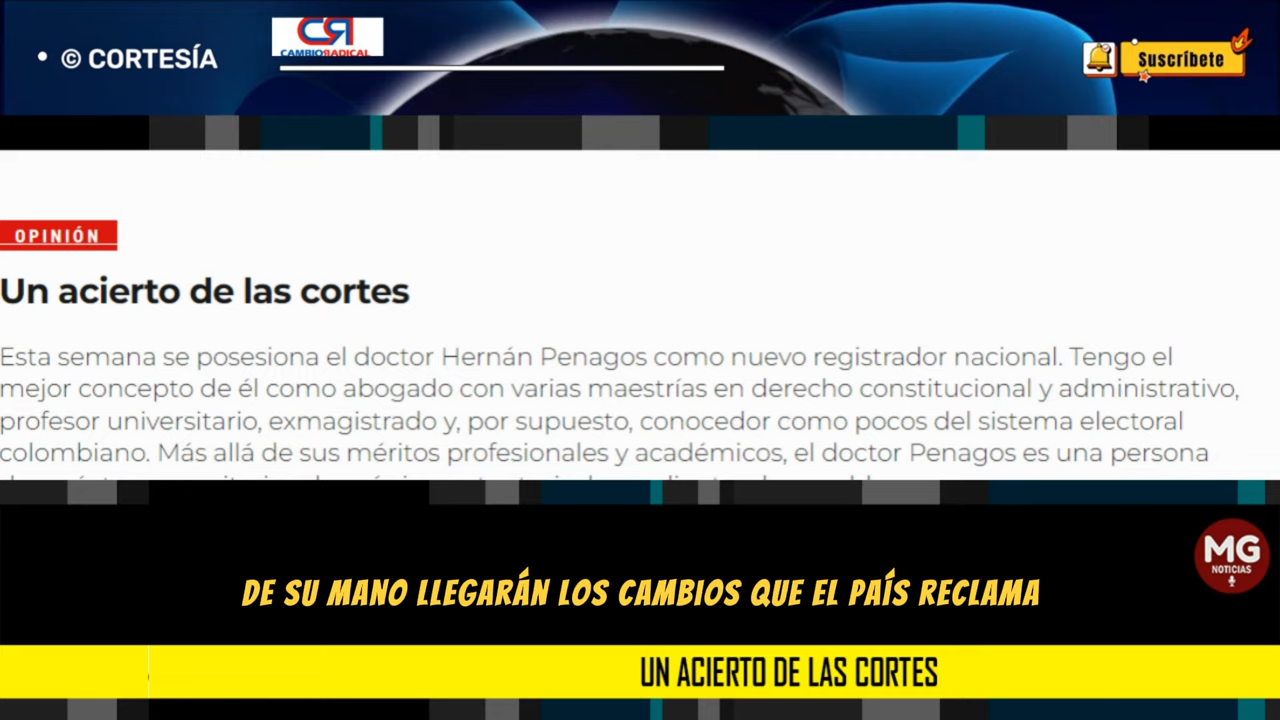 • © CORTESÍA
CR
CAMBIO RADICAL
Suscríbete
OPINIÓN
Un acierto de las cortes
Esta semana se posesiona el doctor Hernán Penagos como nuevo registrador nacional. Tengo el
mejor concepto de él como abogado con varias maestrías en derecho constitucional y administrativo,
profesor universitario, exmagistrado y, por supuesto, conocedor como pocos del sistema electoral
colombiano. Más allá de sus méritos profesionales y académicos, el doctor Penagos es una persona
MG
NOTICIAS
DE SU MANO LLEGARÁN LOS CAMBIOS QUE EL PAÍS RECLAMA
UN ACIERTO DE LAS CORTES